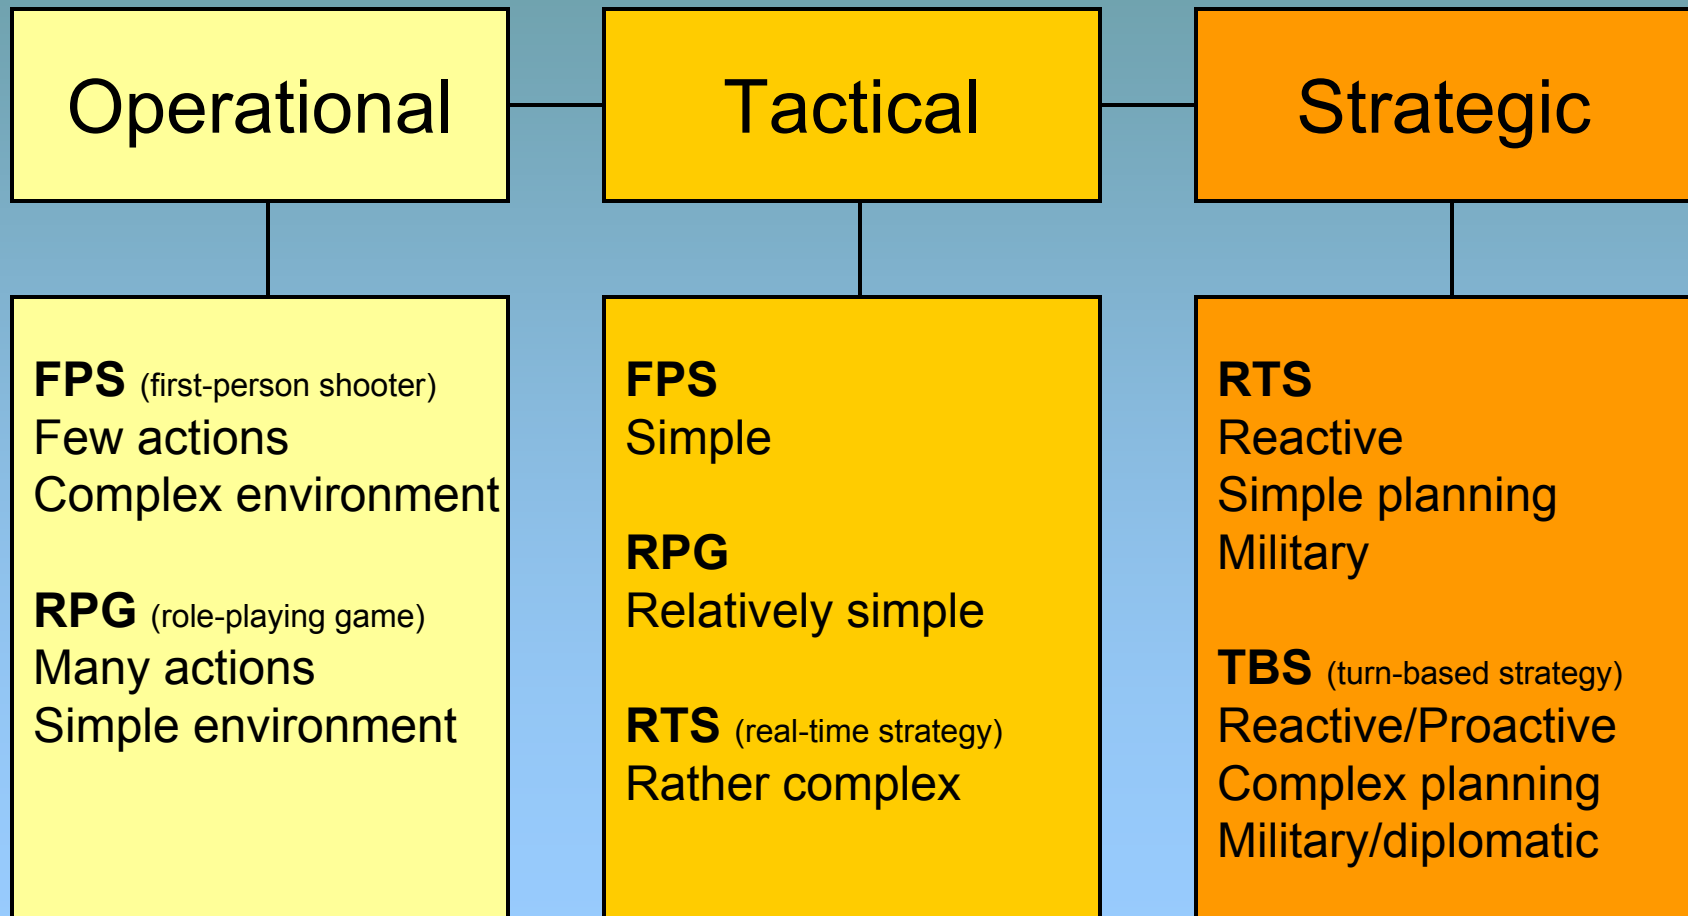 Operational
Tactical
Strategic
FPS (first-person shooter)
Few actions
Complex environment
RPG (role-playing game)
Many actions
Simple environment
FPS
Simple
RPG
Relatively simple
RTS (real-time strategy)
Rather complex
RTS
Reactive
Simple planning
Military
TBS (turn-based strategy)
Reactive/Proactive
Complex planning
Military/diplomatic